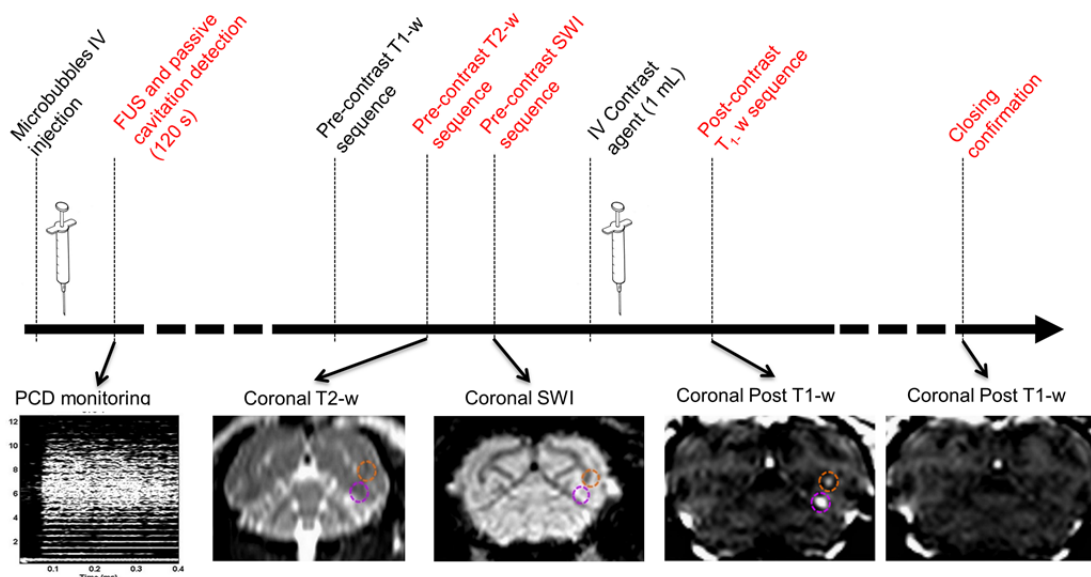 Microbubbles IV
injection
FUS and passive
cavitation detection
(120 s)
Pre-contrast T1-w
sequence
Pre-contrast T2-w
sequence
Pre-contrast SWI
sequence
IV Contrast
agent (1 mL)
Post-contrast
T1- w sequence
Closing
confirmation
PCD monitoring
Coronal T2-w
Coronal SWI
Coronal Post T1-w
Coronal Post T1-w
12
10
8
6
4
2
0.1 0.2 0.3 0.4